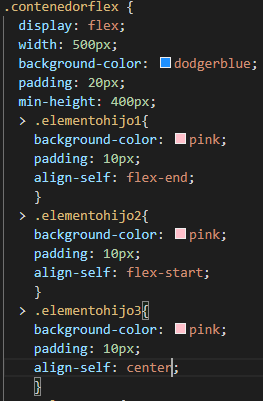 .contenedorflex {
display: flex;
width: 500px;
background-color: dodgerblue;
padding: 20px;
min-height: 400px;
> .elementohijo1{
background-color: pink;
padding: 10px;
align-self: flex-end;
}
> .elementohijo2{
background-color: pink;
padding: 10px;
align-self: flex-start;
}
> .elementohijo3{
background-color: pink;
padding: 10px;
align-self: center;
}